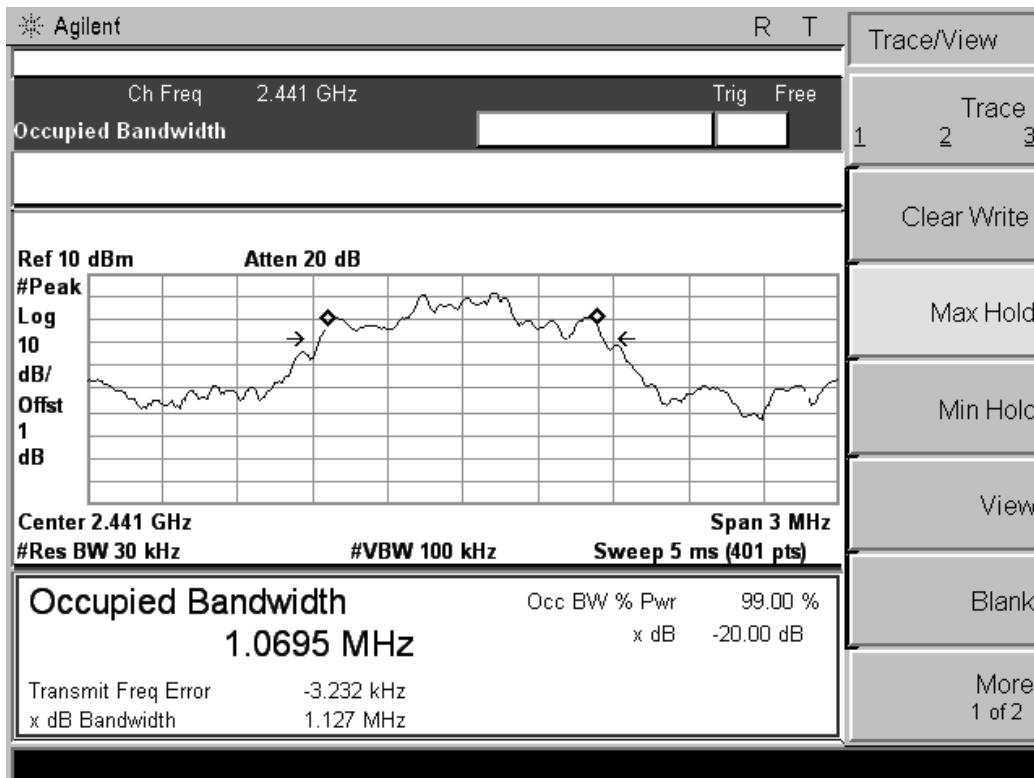 Agilent
R T
Ch Freq 2.441 GHz Trig Free
Occupied Bandwidth
Ref 10 dBm Atten 20 dB
#Peak
Log
10
dB/
Offst
1
dB
Center 2.441 GHz Span 3 MHz
#Res BW 30 kHz #VBW 100 kHz Sweep 5 ms (401 pts)
Occupied Bandwidth
1.0695 MHz
Occ BW % Pwr 99.00 %
x dB -20.00 dB
Transmit Freq Error -3.232 kHz
x dB Bandwidth 1.127 MHz
Trace/View
Trace
1 2 3
Clear Write
Max Hold
Min Hold
View
Blank
More
1 of 2